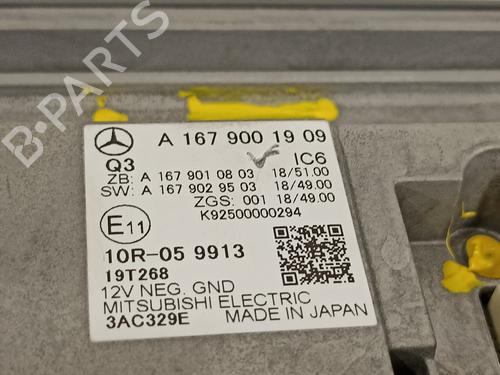 B-Parts
A 167 900 19 09
Q3
IC6
ZB: A 167 901 08 03 18/51.00
SW: A 167 902 95 03 18/49.00
ZGS: 001 18/49.00
K92500000294
E11
10R-05 9913
19T268
12V NEG. GND
MITSUBISHI ELECTRIC
3AC329E MADE IN JAPAN